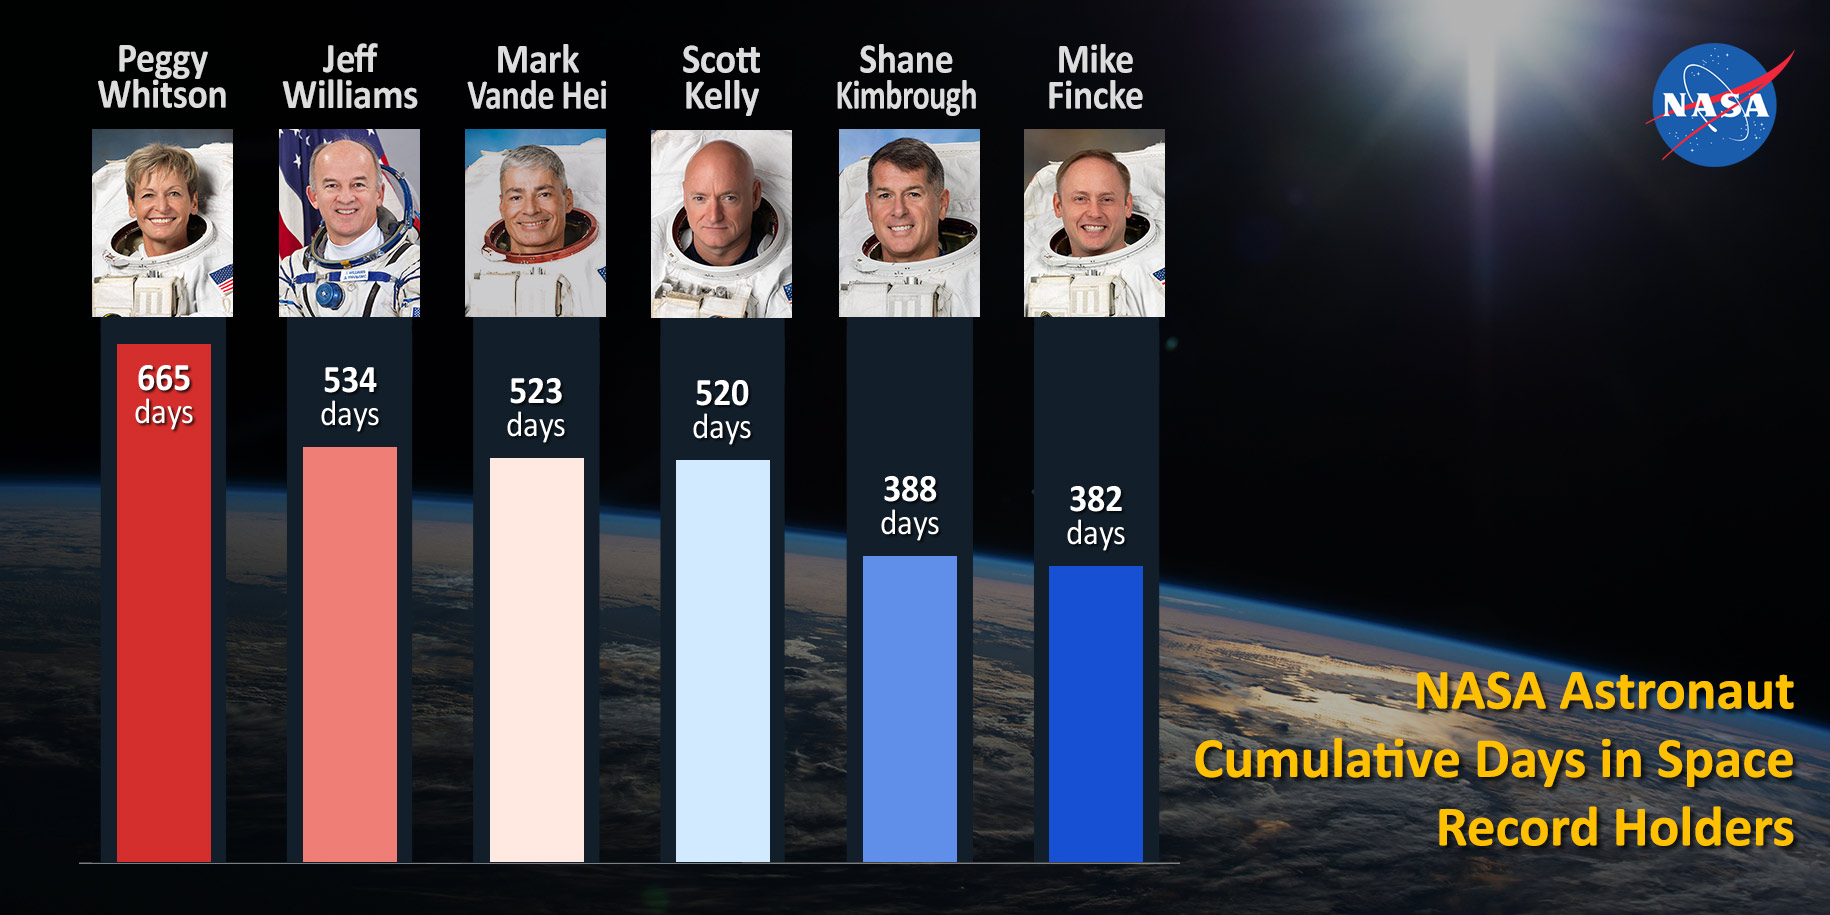 Peggy
Whitson
Jeff
Williams
Mark
Vande Hei
Scott
Kelly
Shane
Kimbrough
Mike
Fincke
NASA
665
days
534
days
523
days
520
days
388
days
382
days
NASA Astronaut
Cumulative Days in Space
Record Holders